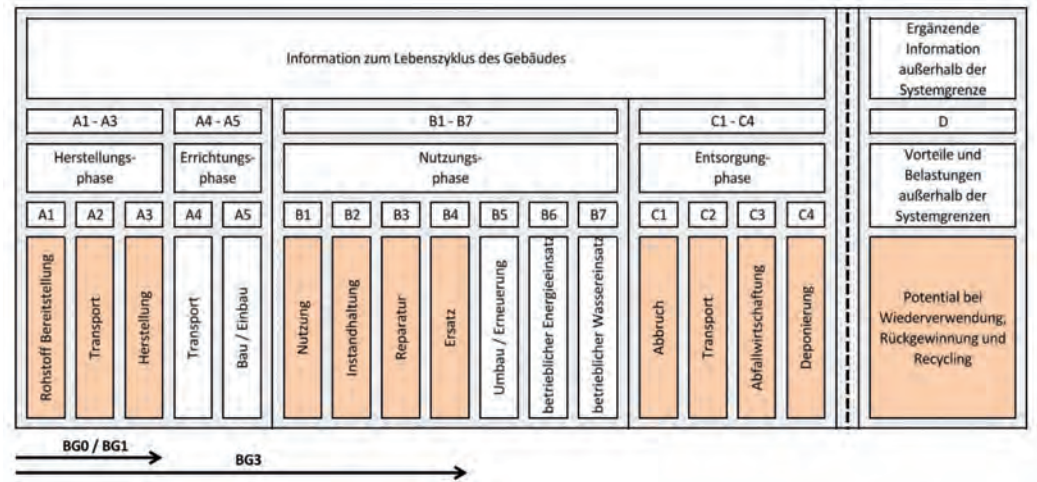 Information zum Lebenszyklus des Gebäudes
Ergänzende
Information
außerhalb der
Systemgrenze
A1 - A3
A4 - A5
B1 - B7
C1 - C4
D
Herstellungs-
phase
Errichtungs-
phase
Nutzungs-
phase
Entsorgung-
phase
Vorteile und
Belastungen
außerhalb der
Systemgrenzen
A1
A2
A3
A4
A5
B1
B2
B3
B4
B5
B6
B7
C1
C2
C3
C4
Rohstoff Bereitstellung
Transport
Herstellung
Transport
Bau / Einbau
Nutzung
Instandhaltung
Reparatur
Ersatz
Umbau / Erneuerung
betrieblicher Energieeinsatz
betrieblicher Wassereinsatz
Abbruch
Transport
Abfallwirtschaftung
Deponierung
Potential bei
Wiederverwendung,
Rückgewinnung und
Recycling
BG0 / BG1
BG3